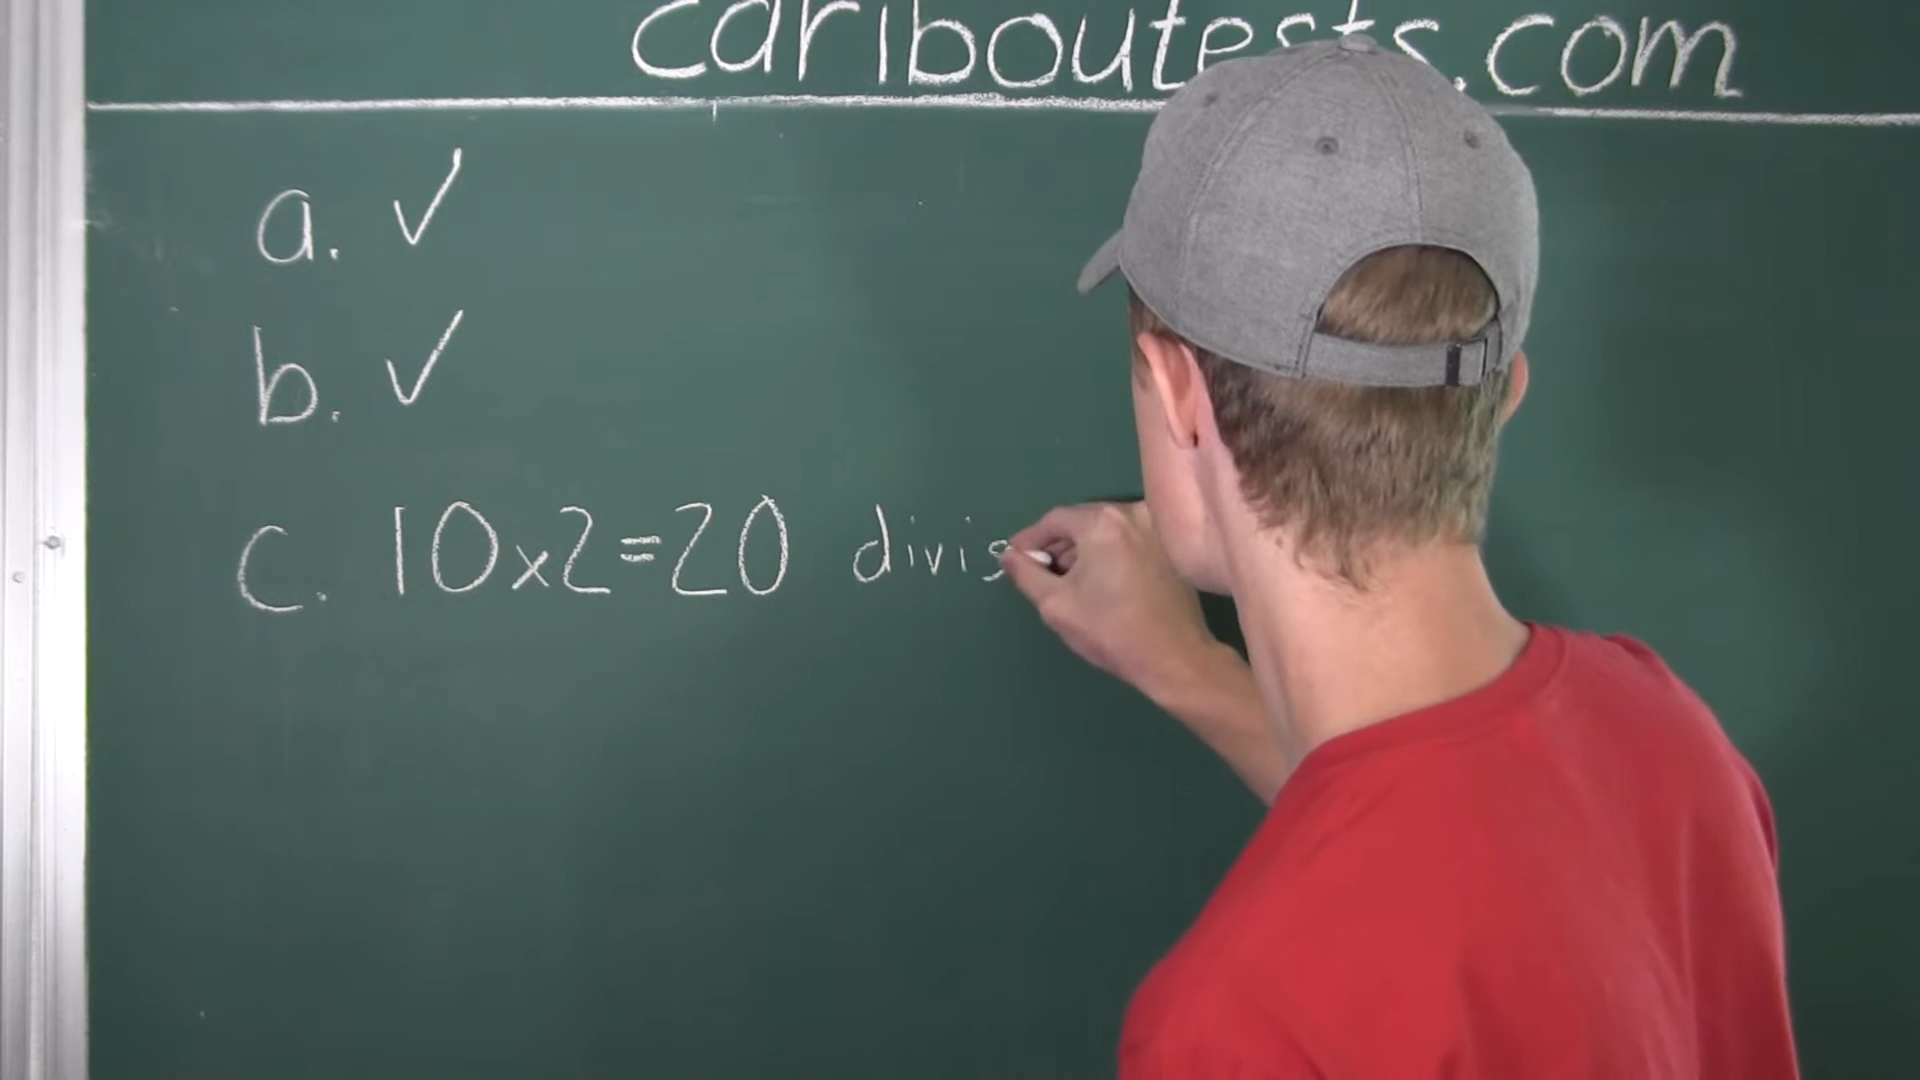 cariboutests.com
a. ✓
b. ✓
c. 10x2=20 divis